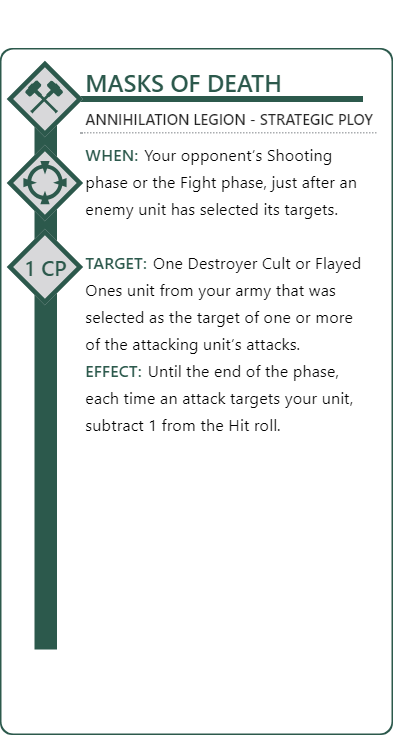 MASKS OF DEATH
ANNIHILATION LEGION - STRATEGIC PLOY
WHEN: Your opponent's Shooting
phase or the Fight phase, just after an
enemy unit has selected its targets.
1 CP
TARGET: One Destroyer Cult or Flayed
Ones unit from your army that was
selected as the target of one or more
of the attacking unit's attacks.
EFFECT: Until the end of the phase,
each time an attack targets your unit,
subtract 1 from the Hit roll.